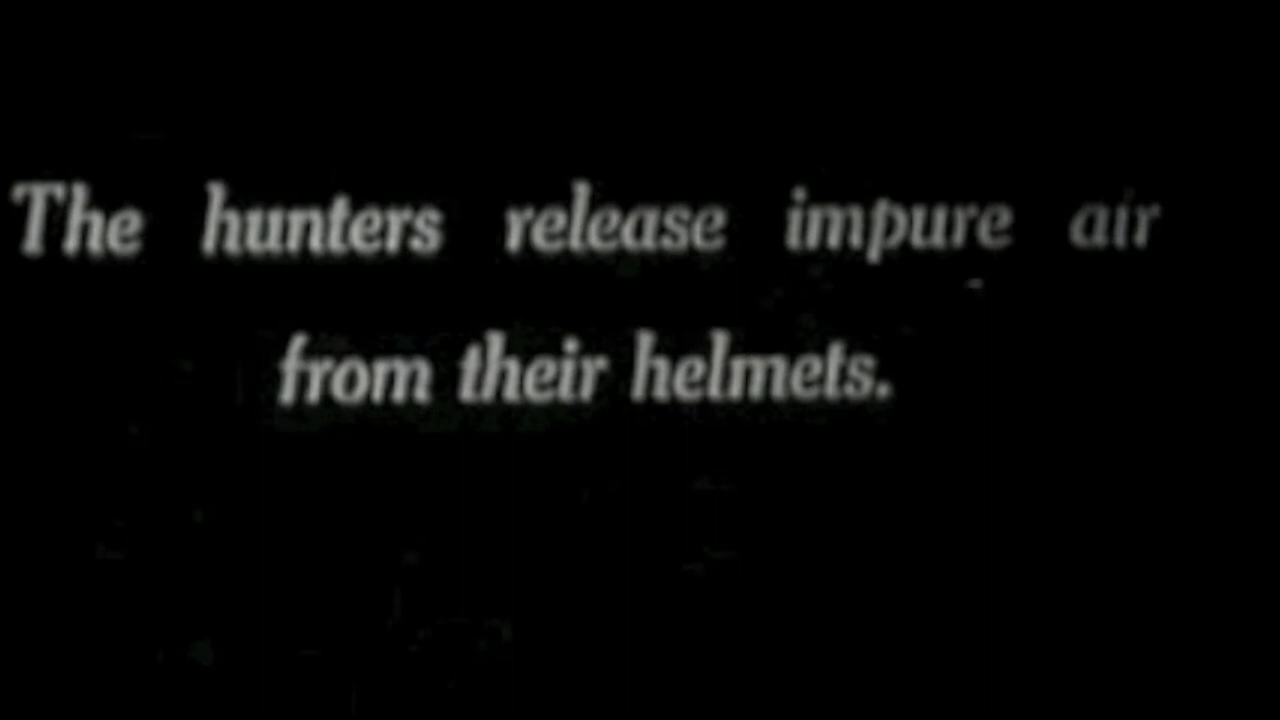 The hunters release impure air
from their helmets.